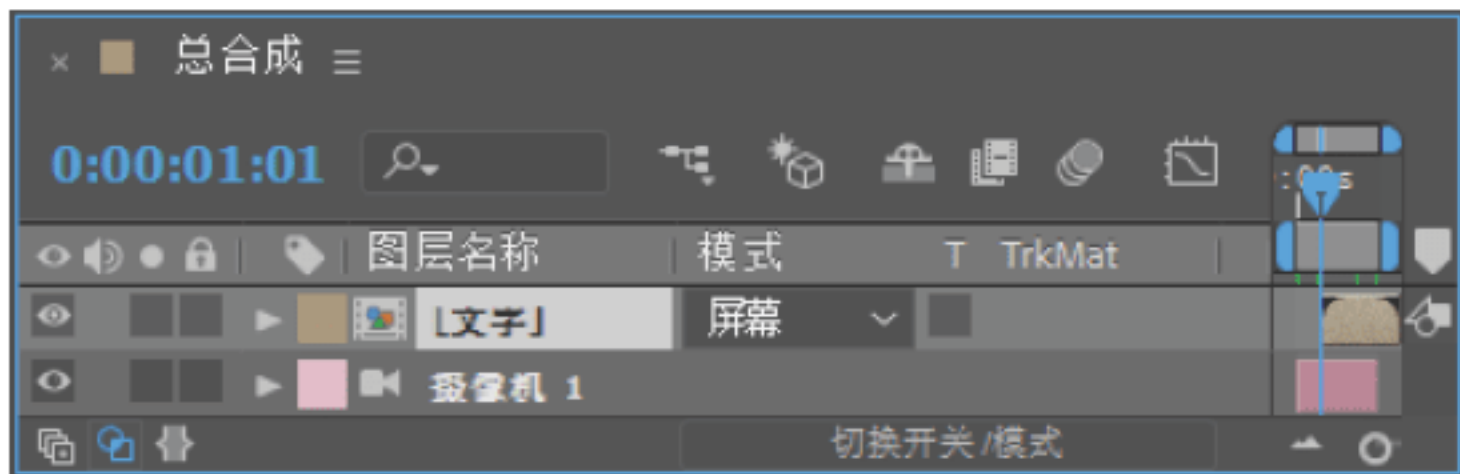 总合成
0:00:01:01
:00s
图层名称 模式 T TrkMat
[文字] 屏幕
摄像机 1
切换开关/模式